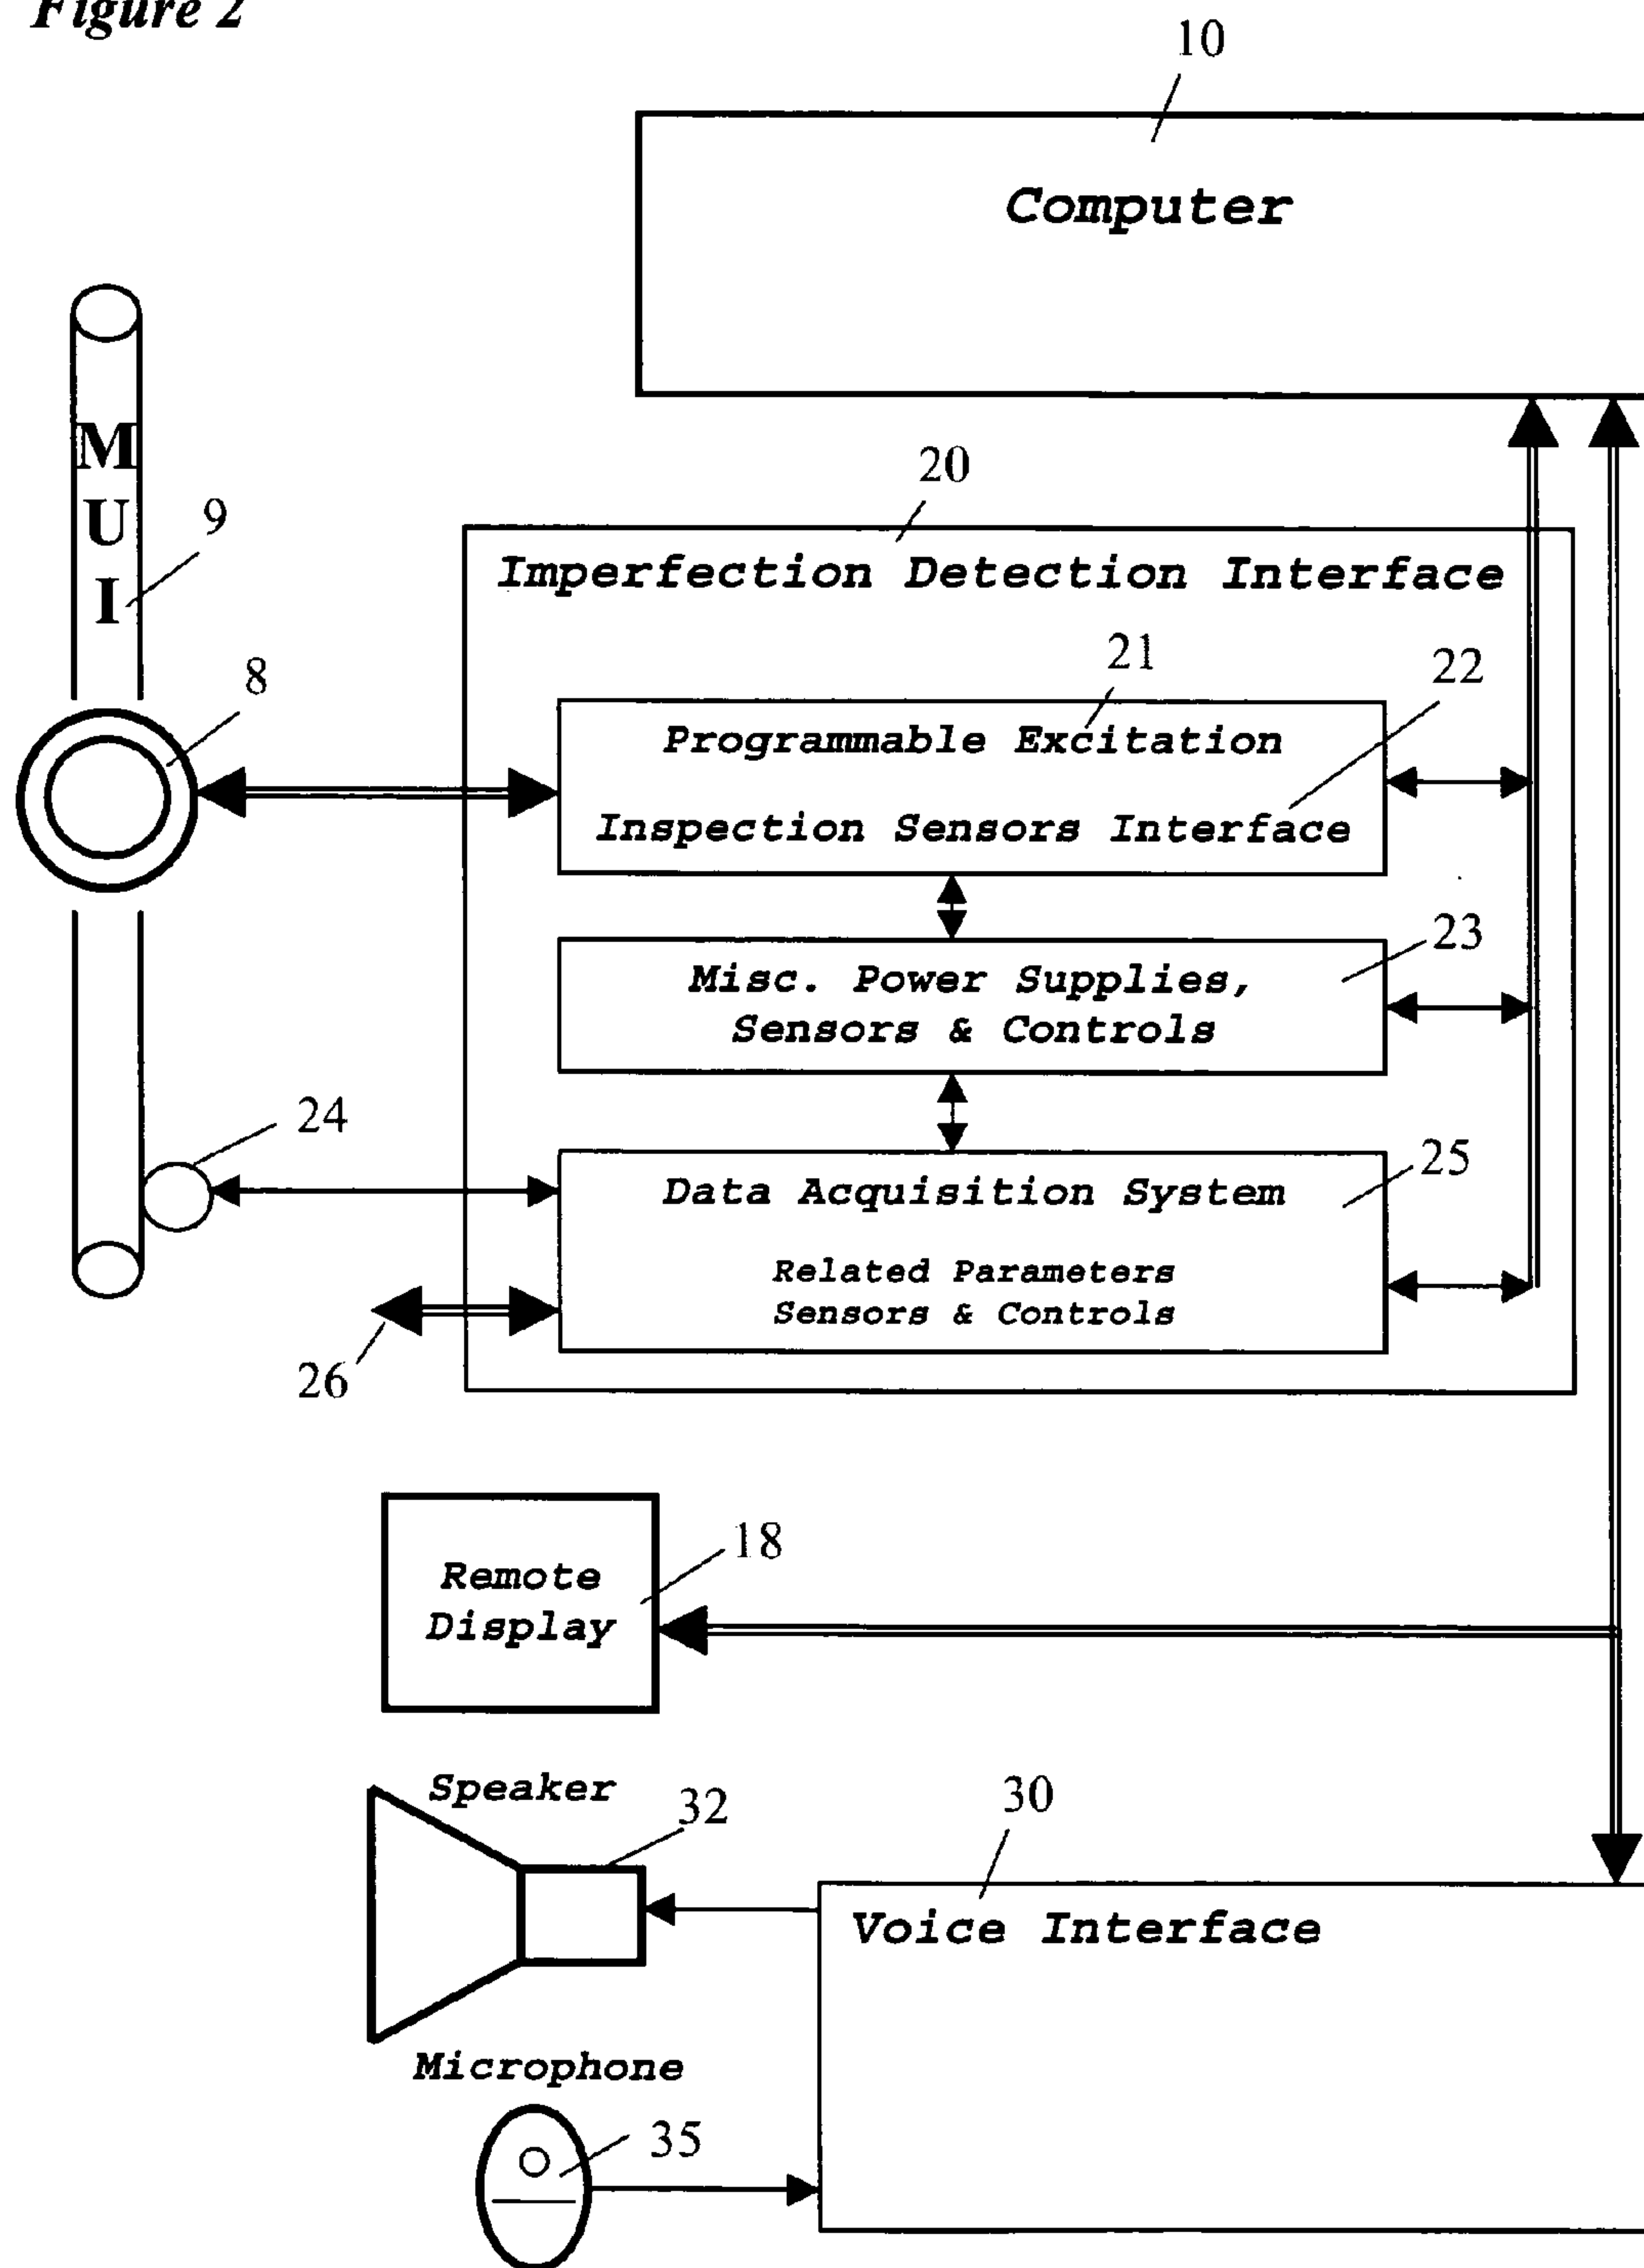 Figure 2
10
Computer
M
U
I
9
20
Imperfection Detection Interface
8
21
22
Programmable Excitation
Inspection Sensors Interface
23
Misc. Power Supplies,
Sensors & Controls
24
25
Data Acquisition System
Related Parameters
Sensors & Controls
26
18
Remote
Display
Speaker
32
30
Voice Interface
Microphone
35